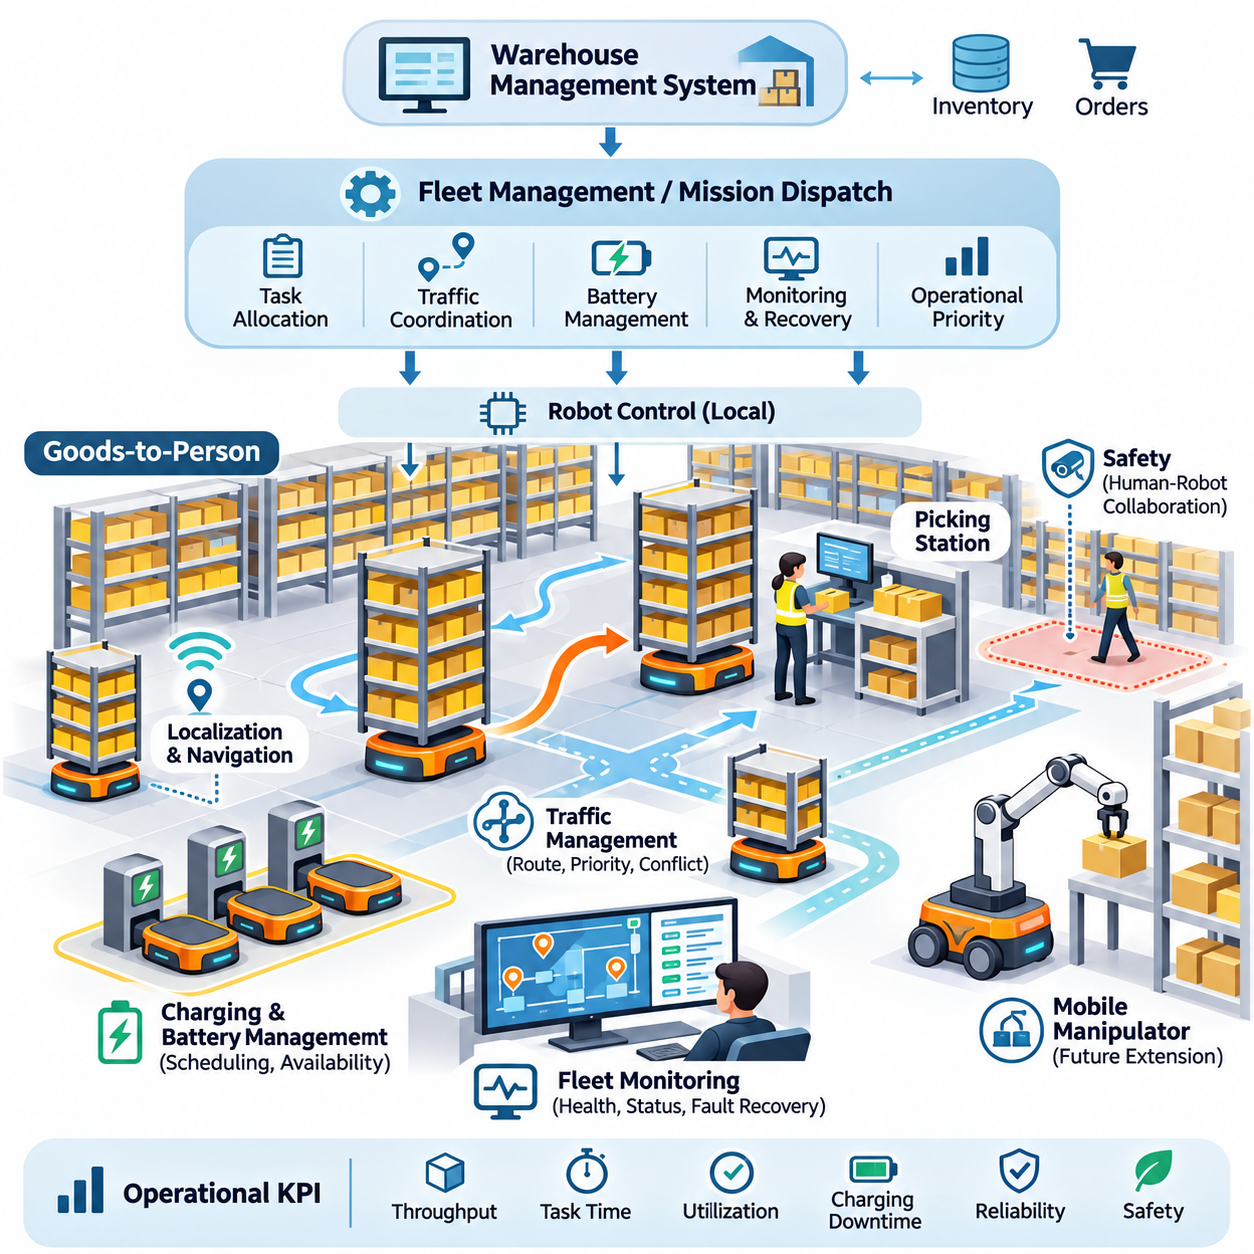 Warehouse
Management System
Inventory
Orders
Fleet Management / Mission Dispatch
Task
Allocation
Traffic
Coordination
Battery
Management
Monitoring
& Recovery
Operational
Priority
Robot Control (Local)
Goods-to-Person
Safety
(Human-Robot
Collaboration)
Picking
Station
Localization
& Navigation
Traffic
Management
(Route, Priority, Conflict)
Charging &
Battery Management
(Scheduling, Availability)
Mobile
Manipulator
(Future Extension)
Fleet Monitoring
(Health, Status, Fault Recovery)
Operational KPI
Throughput
Task Time
Utilization
Charging
Downtime
Reliability
Safety